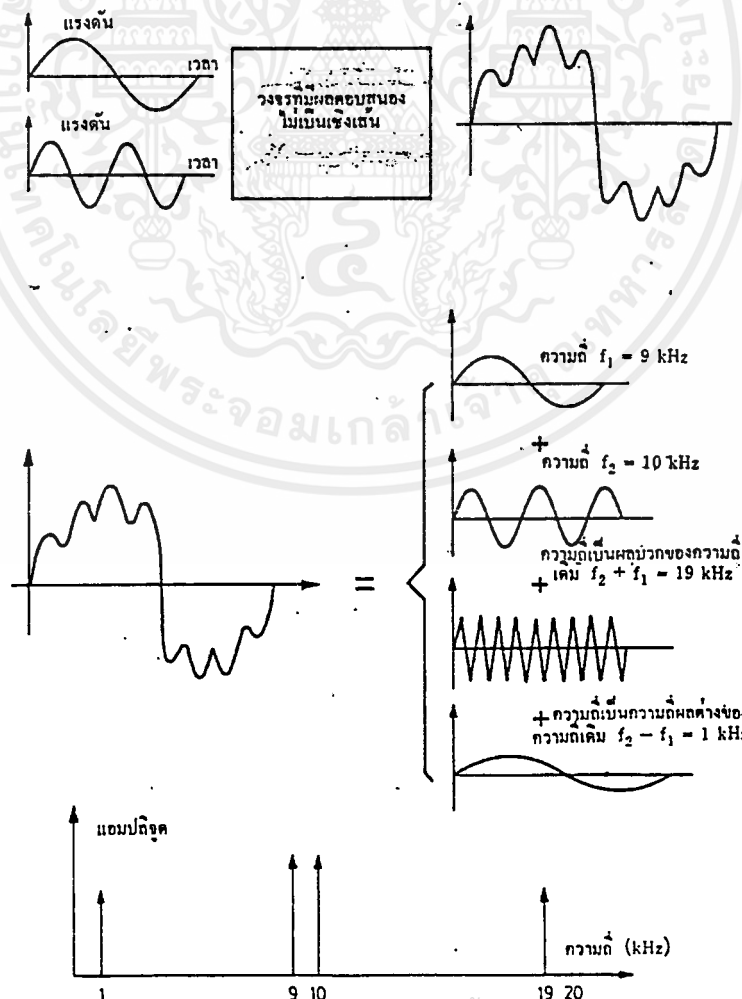 แรงดัน
เวลา
แรงดัน
เวลา
วงจรที่มีผลตอบสนอง
ไม่เป็นเชิงเส้น
ความถี่ f₁ = 9 kHz
+
ความถี่ f₂ = 10 kHz
+
ความถี่เป็นผลบวกของความถี่
เดิม f₂ + f₁ = 19 kHz
=
+ ความถี่เป็นความถี่ผลต่างของ
ความถี่เดิม f₂ − f₁ = 1 kHz
แอมปลิจูด
ความถี่ (kHz)
1 9 10 19 20